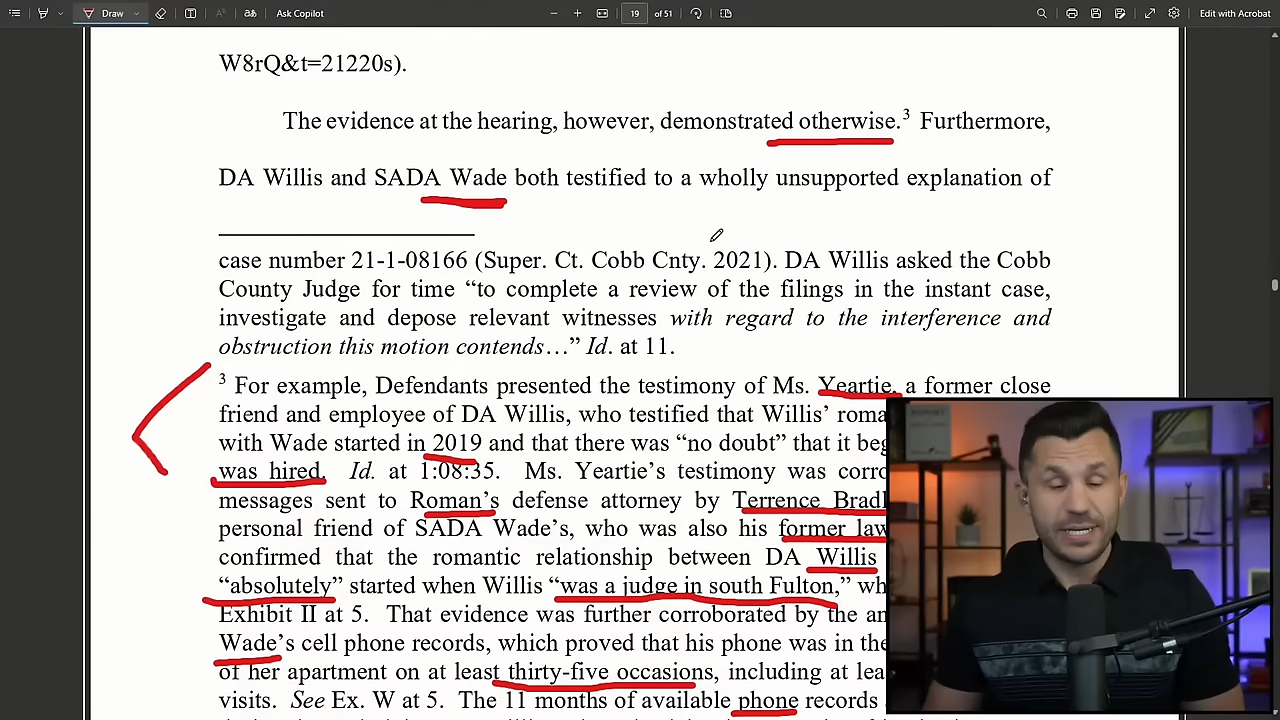 Draw
Ask Copilot
19 of 51
Edit with Acrobat
W8rQ&t=21220s).
The evidence at the hearing, however, demonstrated otherwise.3 Furthermore,
DA Willis and SADA Wade both testified to a wholly unsupported explanation of
case number 21-1-08166 (Super. Ct. Cobb Cnty. 2021). DA Willis asked the Cobb
County Judge for time “to complete a review of the filings in the instant case,
investigate and depose relevant witnesses with regard to the interference and
obstruction this motion contends…” Id. at 11.
3 For example, Defendants presented the testimony of Ms. Yeartie, a former close
friend and employee of DA Willis, who testified that Willis’
with Wade started in 2019 and that there was “no doubt” that it
was hired. Id. at 1:08:35. Ms. Yeartie’s testimony was
messages sent to Roman’s defense attorney by Terrence
personal friend of SADA Wade’s, who was also his former
confirmed that the romantic relationship between DA Willis
“absolutely” started when Willis “was a judge in south Fulton,”
Exhibit II at 5. That evidence was further corroborated by the
Wade’s cell phone records, which proved that his phone was in the
of her apartment on at least thirty-five occasions, including at
visits. See Ex. W at 5. The 11 months of available phone records